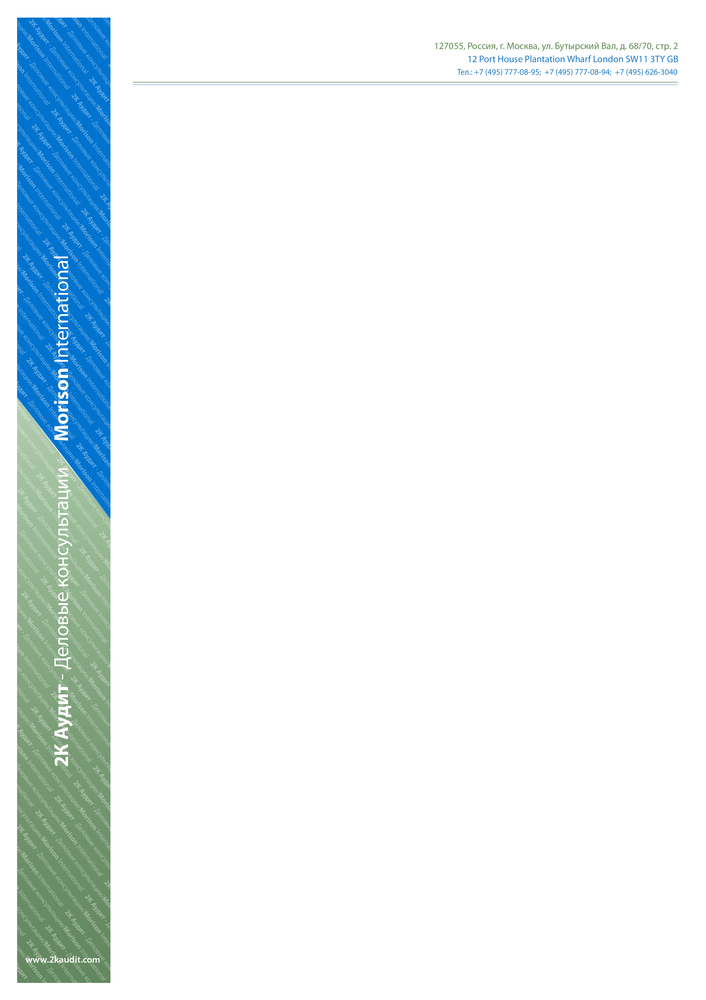 127055, Россия, г. Москва, ул. Бутырский Вал, д. 68/70, стр. 2
12 Port House Plantation Wharf London SW11 3TY GB
Тел.: +7 (495) 777-08-95; +7 (495) 777-08-94; +7 (495) 626-3040
2К Аудит - Деловые консультации Morison International
www.2kaudit.com